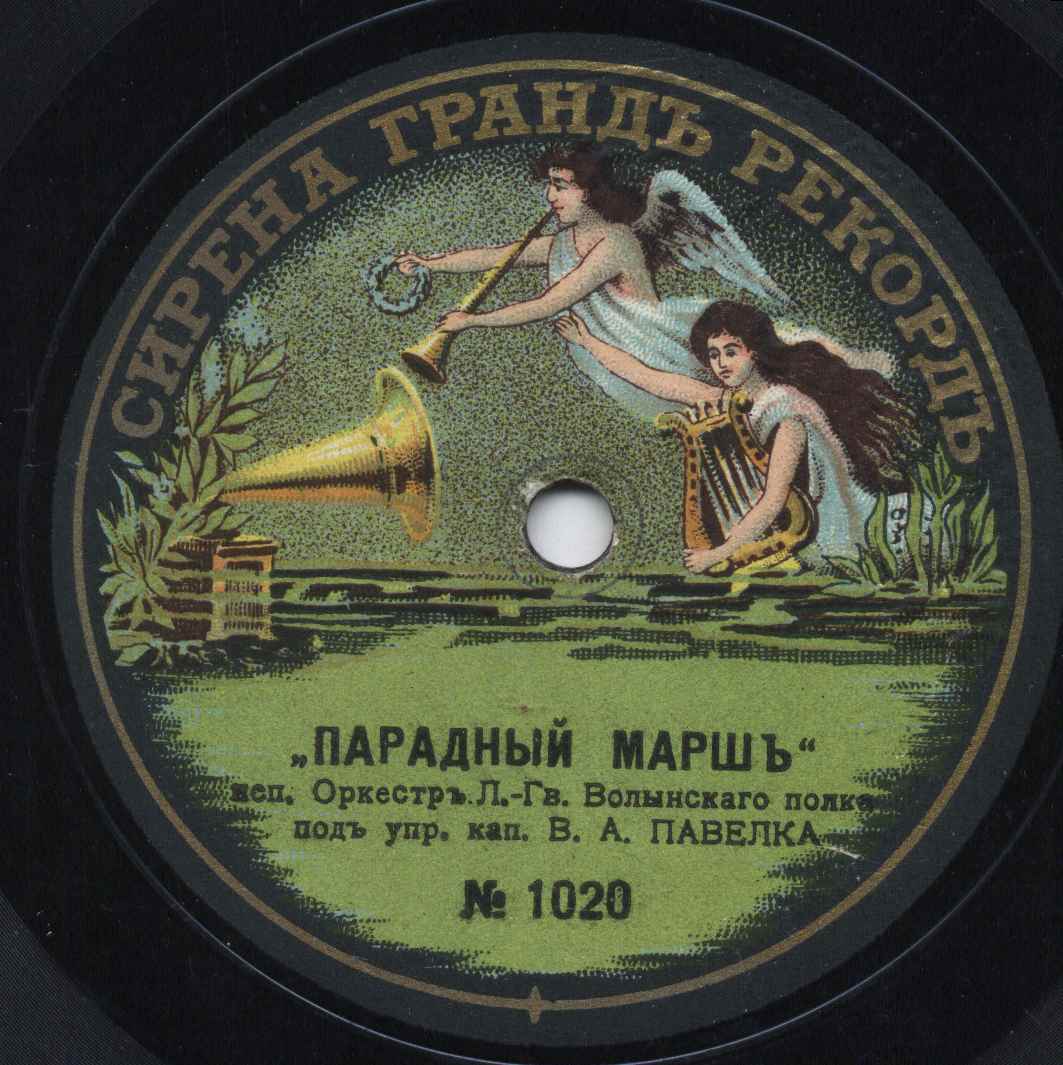 СИРЕНА ГРАНДЪ РЕКОРДЪ
„ПАРАДНЫЙ МАРШЪ“
исп. Оркестръ Л.-Гв. Волынскаго полка
подъ упр. кап. В. А. ПАВЕЛКА
№ 1020